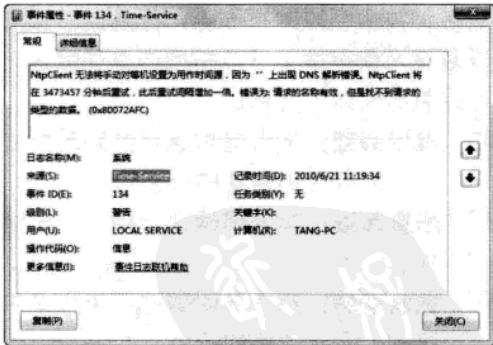 事件属性 - 事件 134，Time-Service
常规 详细信息
NtpClient 无法将手动对等机设置为用作时间源，因为 “” 上出现 DNS 解析错误。NtpClient 将
在 3473457 分钟后重试，此后重试间隔增加一倍。错误为: 请求的名称有效，但是找不到请求的
类型的数据。 (0x80072AFC)
日志名称(M): 系统
来源(S): Time-Service 记录时间(D): 2010/6/21 11:19:34
事件 ID(E): 134 任务类别(Y): 无
级别(L): 警告 关键字(K):
用户(U): LOCAL SERVICE 计算机(R): TANG-PC
操作代码(O): 信息
更多信息(I): 事件日志联机帮助
复制(P) 关闭(C)